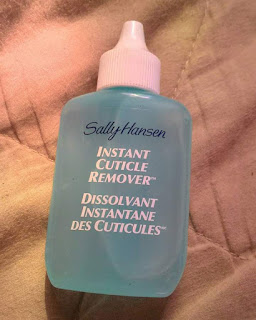 Sally Hansen
INSTANT
CUTICLE
REMOVER™
DISSOLVANT
INSTANTANE
DES CUTICULES™